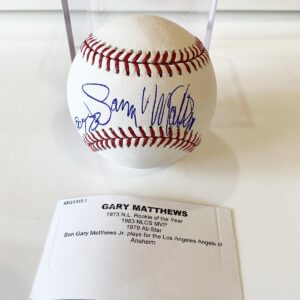 Gary Matthews
GARY MATTHEWS
1973 N.L. Rookie of the Year
1983 NLCS MVP
1979 All-Star
Son Gary Matthews Jr. plays for the Los Angeles Angels of
Anaheim